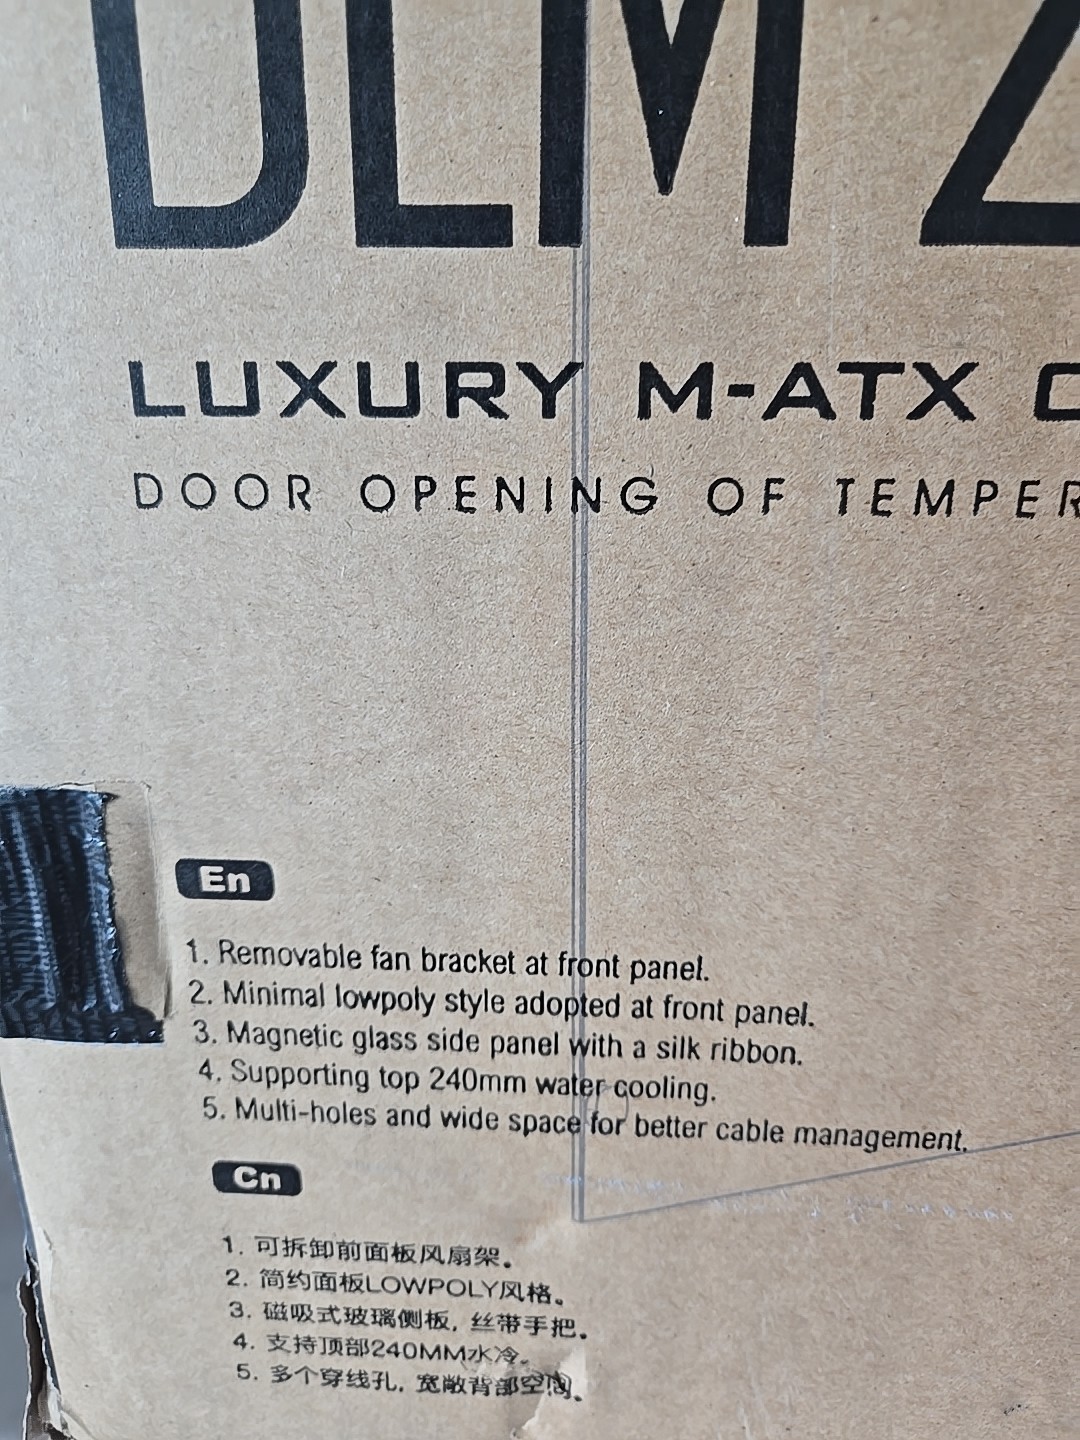 DLM 2
LUXURY M-ATX C
DOOR OPENING OF TEMPER
En
1. Removable fan bracket at front panel.
2. Minimal lowpoly style adopted at front panel.
3. Magnetic glass side panel with a silk ribbon.
4. Supporting top 240mm water cooling.
5. Multi-holes and wide space for better cable management.
Cn
1. 可拆卸前面板风扇架。
2. 简约面板LOWPOLY风格。
3. 磁吸式玻璃侧板, 丝带手把。
4. 支持顶部240MM水冷。
5. 多个穿线孔, 宽敞背部空间。